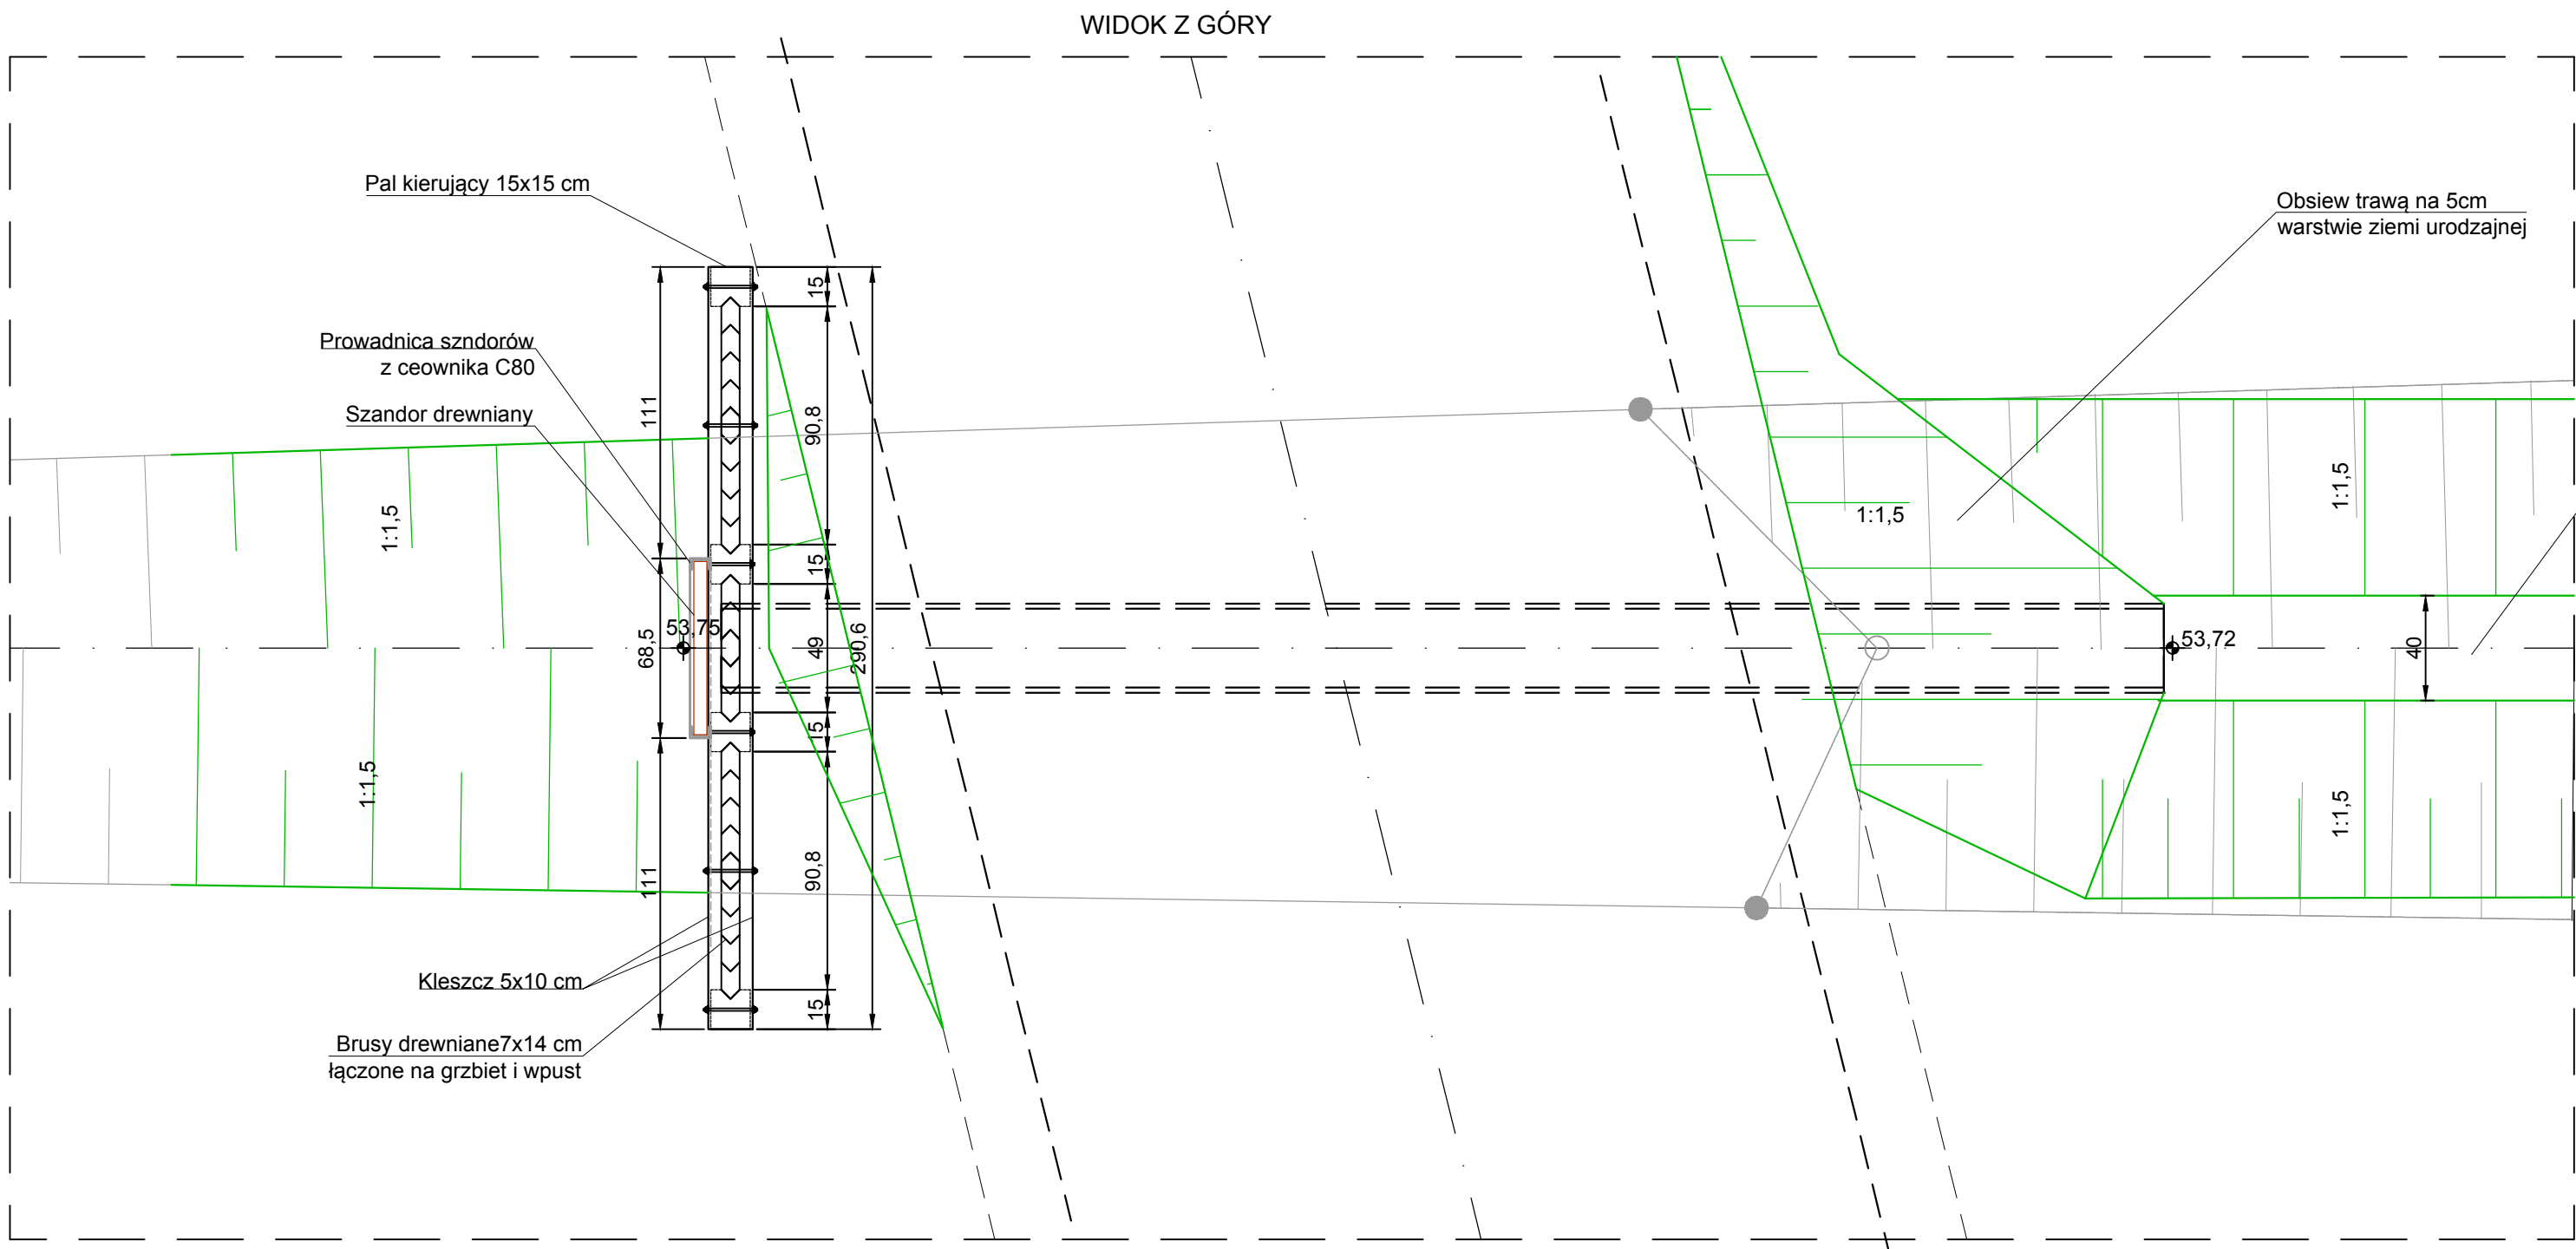 WIDOK Z GÓRY
Pal kierujący 15x15 cm
Obsiew trawą na 5cm
warstwie ziemi urodzajnej
Prowadnica szndorów
z ceownika C80
Szandor drewniany
111
68,5
111
15
90,8
15
49
15
90,8
15
290,6
1:1,5
1:1,5
53,75
1:1,5
1:1,5
1:1,5
53,72
40
Kleszcz 5x10 cm
Brusy drewniane7x14 cm
łączone na grzbiet i wpust